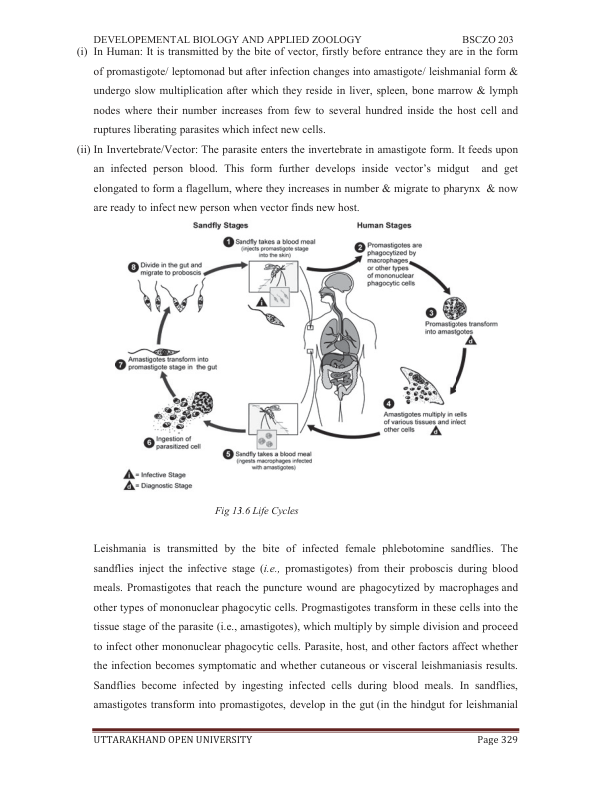 DEVELOPEMENTAL BIOLOGY AND APPLIED ZOOLOGY BSCZO 203
(i) In Human: It is transmitted by the bite of vector, firstly before entrance they are in the form
of promastigote/ leptomonad but after infection changes into amastigote/ leishmanial form &
undergo slow multiplication after which they reside in liver, spleen, bone marrow & lymph
nodes where their number increases from few to several hundred inside the host cell and
ruptures liberating parasites which infect new cells.
(ii) In Invertebrate/Vector: The parasite enters the invertebrate in amastigote form. It feeds upon
an infected person blood. This form further develops inside vector's midgut and get
elongated to form a flagellum, where they increases in number & migrate to pharynx & now
are ready to infect new person when vector finds new host.
Sandfly Stages
Human Stages
1 Sandfly takes a blood meal
(injects promastigote stage
into the skin)
2 Promastigotes are
phagocytized by
macrophages
or other types
of mononuclear
phagocytic cells
3
Promastigotes transform
into amastigotes
d
4
Amastigotes multiply in cells
of various tissues and infect
other cells
d
5 Sandfly takes a blood meal
(ingests macrophages infected
with amastigotes)
6 Ingestion of
parasitized cell
7 Amastigotes transform into
promastigote stage in the gut
8 Divide in the gut and
migrate to proboscis
i
i = Infective Stage
d = Diagnostic Stage
Fig 13.6 Life Cycles
Leishmania is transmitted by the bite of infected female phlebotomine sandflies. The
sandflies inject the infective stage (i.e., promastigotes) from their proboscis during blood
meals. Promastigotes that reach the puncture wound are phagocytized by macrophages and
other types of mononuclear phagocytic cells. Progmastigotes transform in these cells into the
tissue stage of the parasite (i.e., amastigotes), which multiply by simple division and proceed
to infect other mononuclear phagocytic cells. Parasite, host, and other factors affect whether
the infection becomes symptomatic and whether cutaneous or visceral leishmaniasis results.
Sandflies become infected by ingesting infected cells during blood meals. In sandflies,
amastigotes transform into promastigotes, develop in the gut (in the hindgut for leishmanial
UTTARAKHAND OPEN UNIVERSITY Page 329